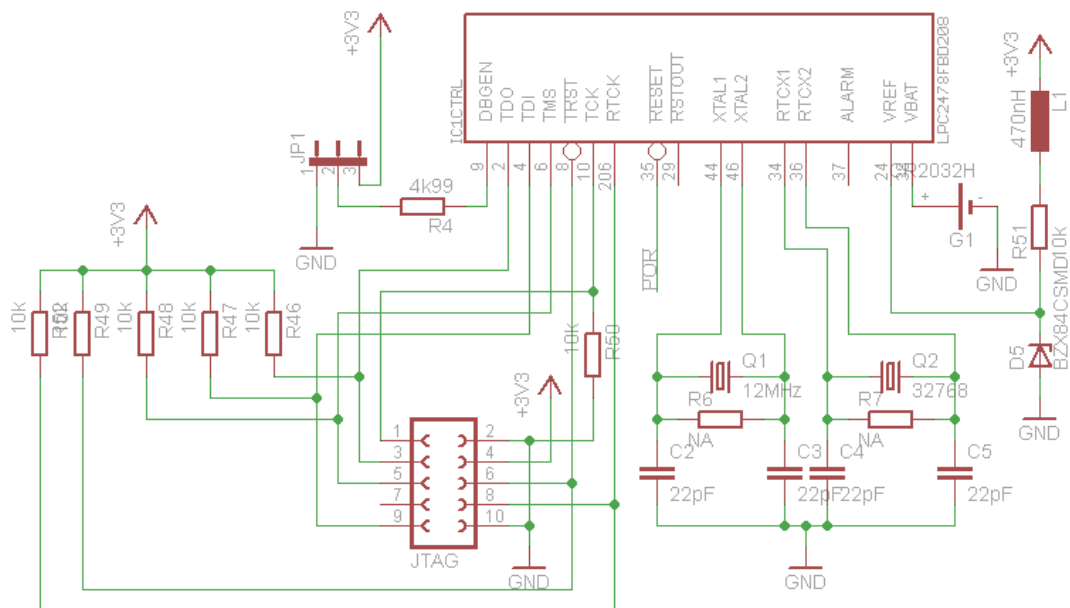 +3V3
IC1CTRL
LPC2478FBD208
DBGEN
TDO
TDI
TMS
TRST
TCK
RTCK
RESET
RSTOUT
XTAL1
XTAL2
RTCX1
RTCX2
ALARM
VREF
VBAT
9
2
4
6
8
10
206
35
29
44
46
34
36
37
24
38
+3V3
470nH
L1
JP1
1
2
3
4k99
R4
GND
CR2032H
+
-
G1
GND
R51
10k
D5
BZX84CSMD
GND
+3V3
10k
R52
10k
R49
10k
R48
10k
R47
10k
R46
10k
R50
POR
+3V3
Q1
12MHz
R6
NA
Q2
32768
R7
NA
C2
22pF
C3
22pF
C4
22pF
C5
22pF
GND
1
2
3
4
5
6
7
8
9
10
JTAG
GND